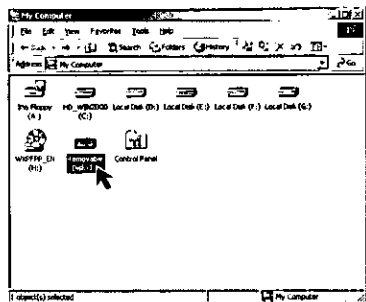 My Computer
File Edit View Favorites Tools Help
Back Search Folders History
Address My Computer Go
3½ Floppy (A:) HD_WIN2000 (C:) Local Disk (D:) Local Disk (E:) Local Disk (F:) Local Disk (G:)
WXPFPP_EN (H:) Removable Disk Control Panel
1 object(s) selected My Computer